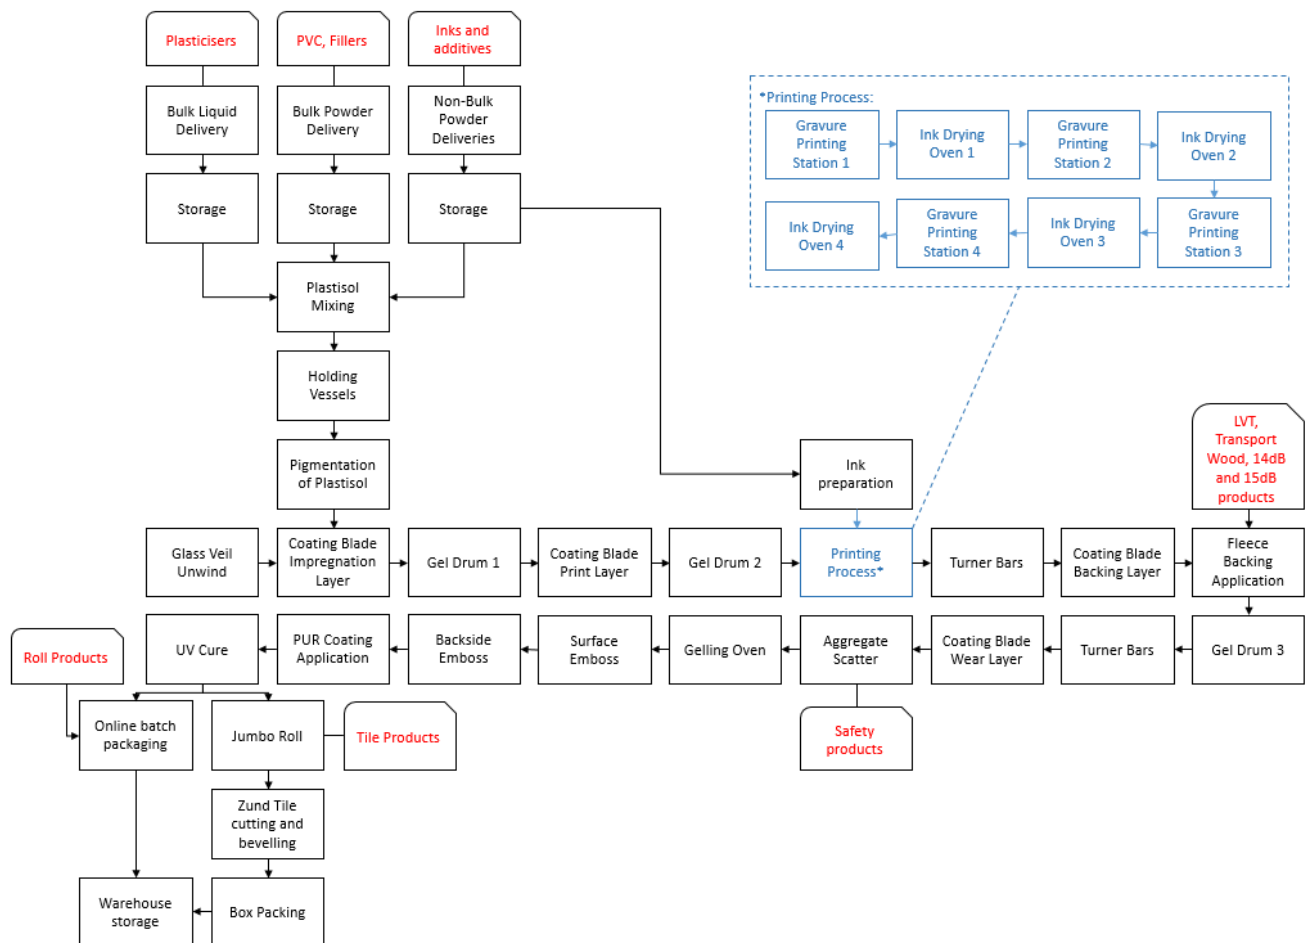 Plasticisers
PVC, Fillers
Inks and
additives
Bulk Liquid
Delivery
Bulk Powder
Delivery
Non-Bulk
Powder
Deliveries
*Printing Process:
Gravure
Printing
Station 1
Ink Drying
Oven 1
Gravure
Printing
Station 2
Ink Drying
Oven 2
Storage
Storage
Storage
Ink Drying
Oven 4
Gravure
Printing
Station 4
Ink Drying
Oven 3
Gravure
Printing
Station 3
Plastisol
Mixing
Holding
Vessels
Pigmentation
of Plastisol
Ink
preparation
LVT,
Transport
Wood, 14dB
and 15dB
products
Glass Veil
Unwind
Coating Blade
Impregnation
Layer
Gel Drum 1
Coating Blade
Print Layer
Gel Drum 2
Printing
Process*
Turner Bars
Coating Blade
Backing Layer
Fleece
Backing
Application
Roll Products
UV Cure
PUR Coating
Application
Backside
Emboss
Surface
Emboss
Gelling Oven
Aggregate
Scatter
Coating Blade
Wear Layer
Turner Bars
Gel Drum 3
Online batch
packaging
Jumbo Roll
Tile Products
Safety
products
Zund Tile
cutting and
bevelling
Warehouse
storage
Box Packing